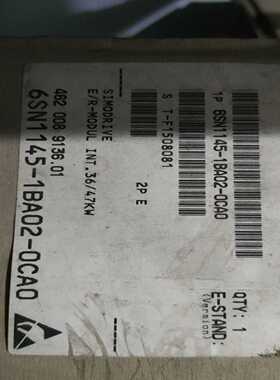 1P 6SN1145-1BA02-0CA0
QTY: 1
E-STAND:
(Version)
S T-F1508081
2P E
SIMODRIVE
E/R-MODUL INT.36/47KW
462 008 9136.01
6SN1145-1BA02-0CA0